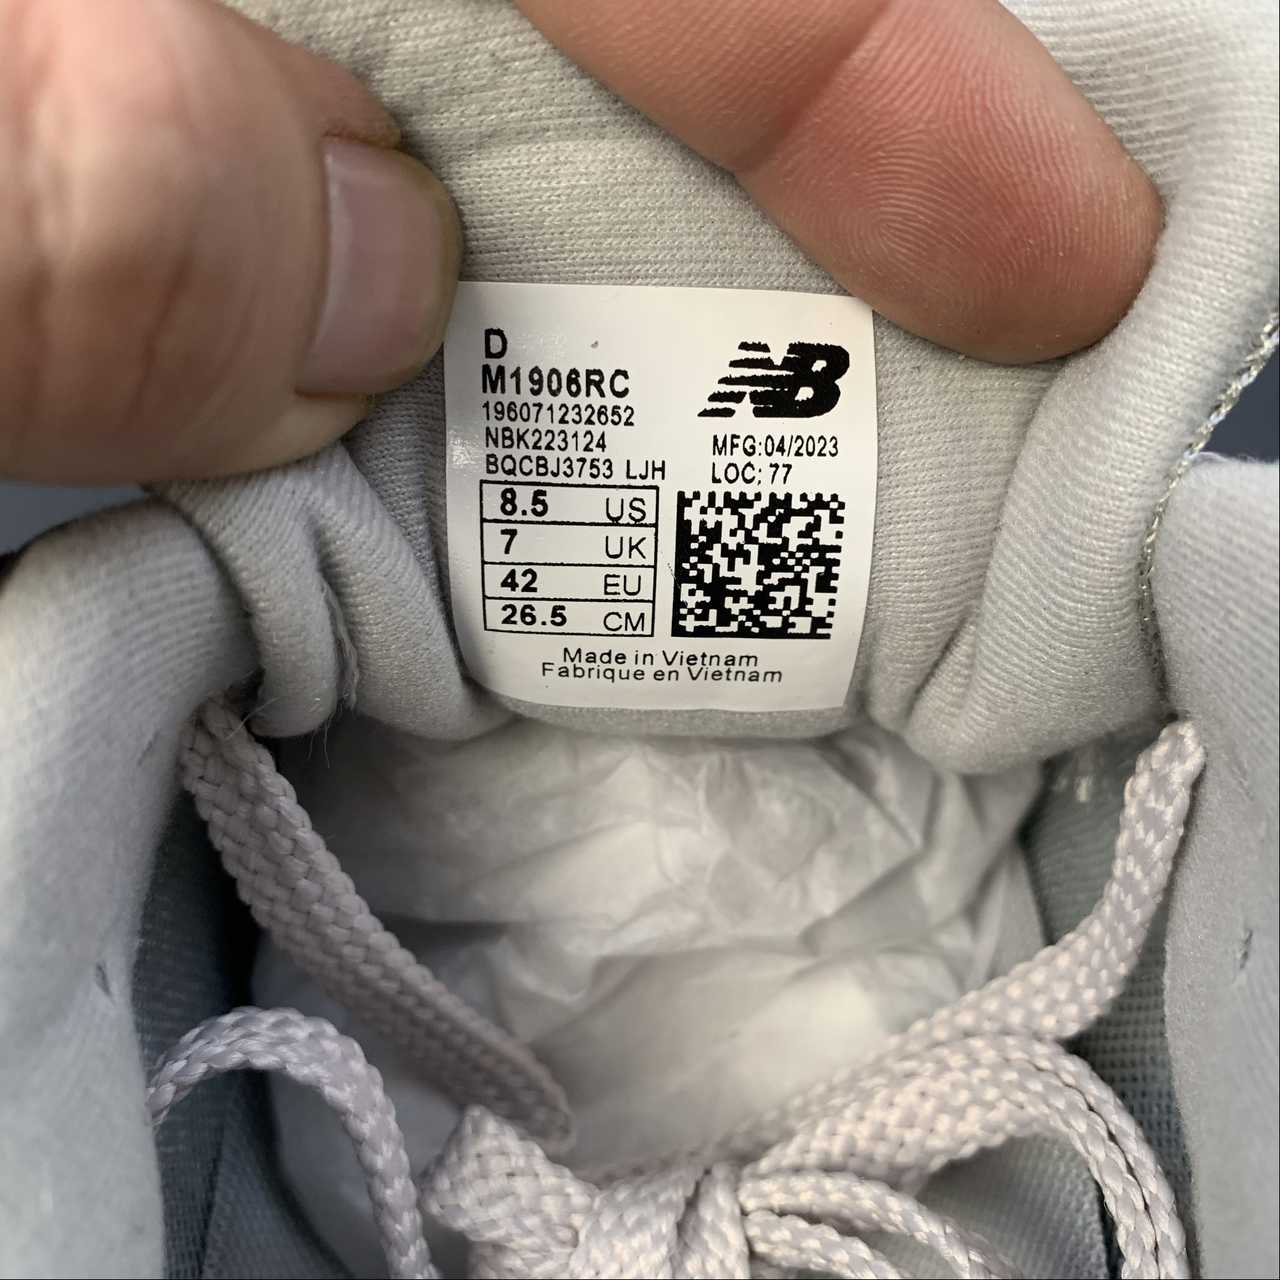 D
M1906RC
196071232652
NBK223124
BQCBJ3753 LJH
NB
MFG:04/2023
LOC: 77
8.5 US
7 UK
42 EU
26.5 CM
Made in Vietnam
Fabrique en Vietnam